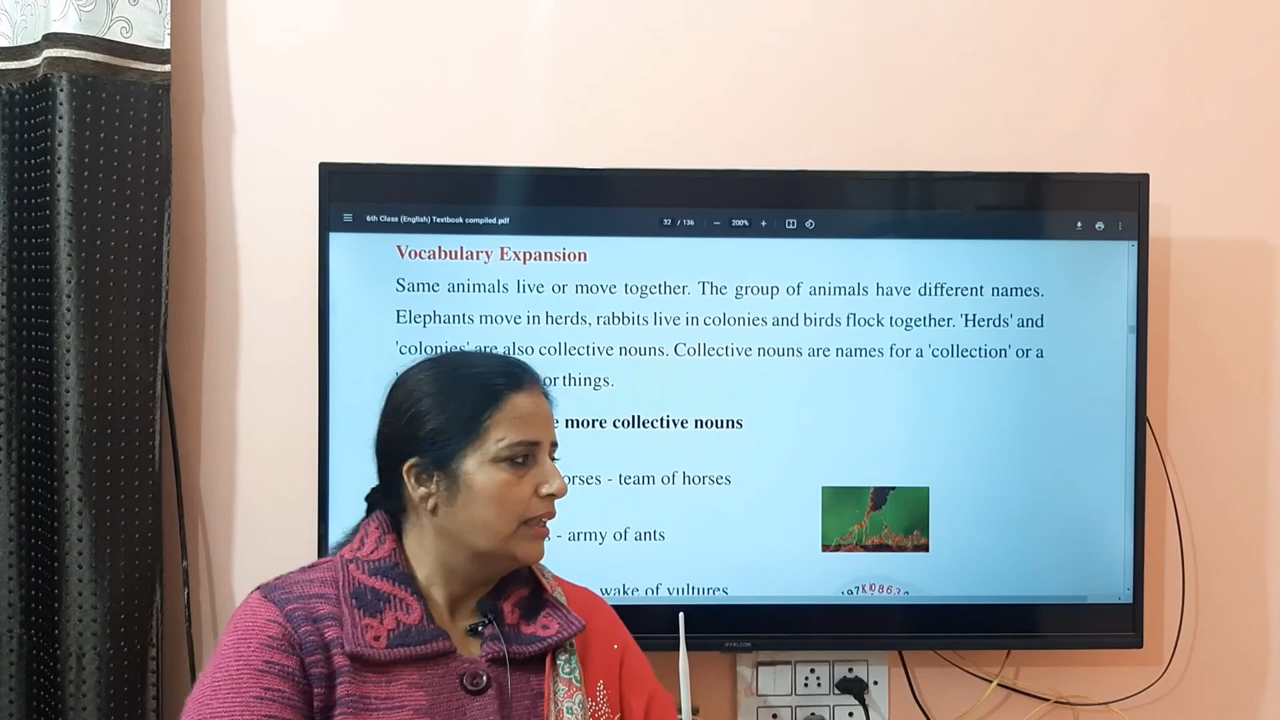 6th Class (English) Textbook compiled.pdf
32 / 136
200%
Vocabulary Expansion
Same animals live or move together. The group of animals have different names.
Elephants move in herds, rabbits live in colonies and birds flock together. 'Herds' and
'colonies' are also collective nouns. Collective nouns are names for a 'collection' or a
or things.
more collective nouns
orses - team of horses
- army of ants
wake of vultures